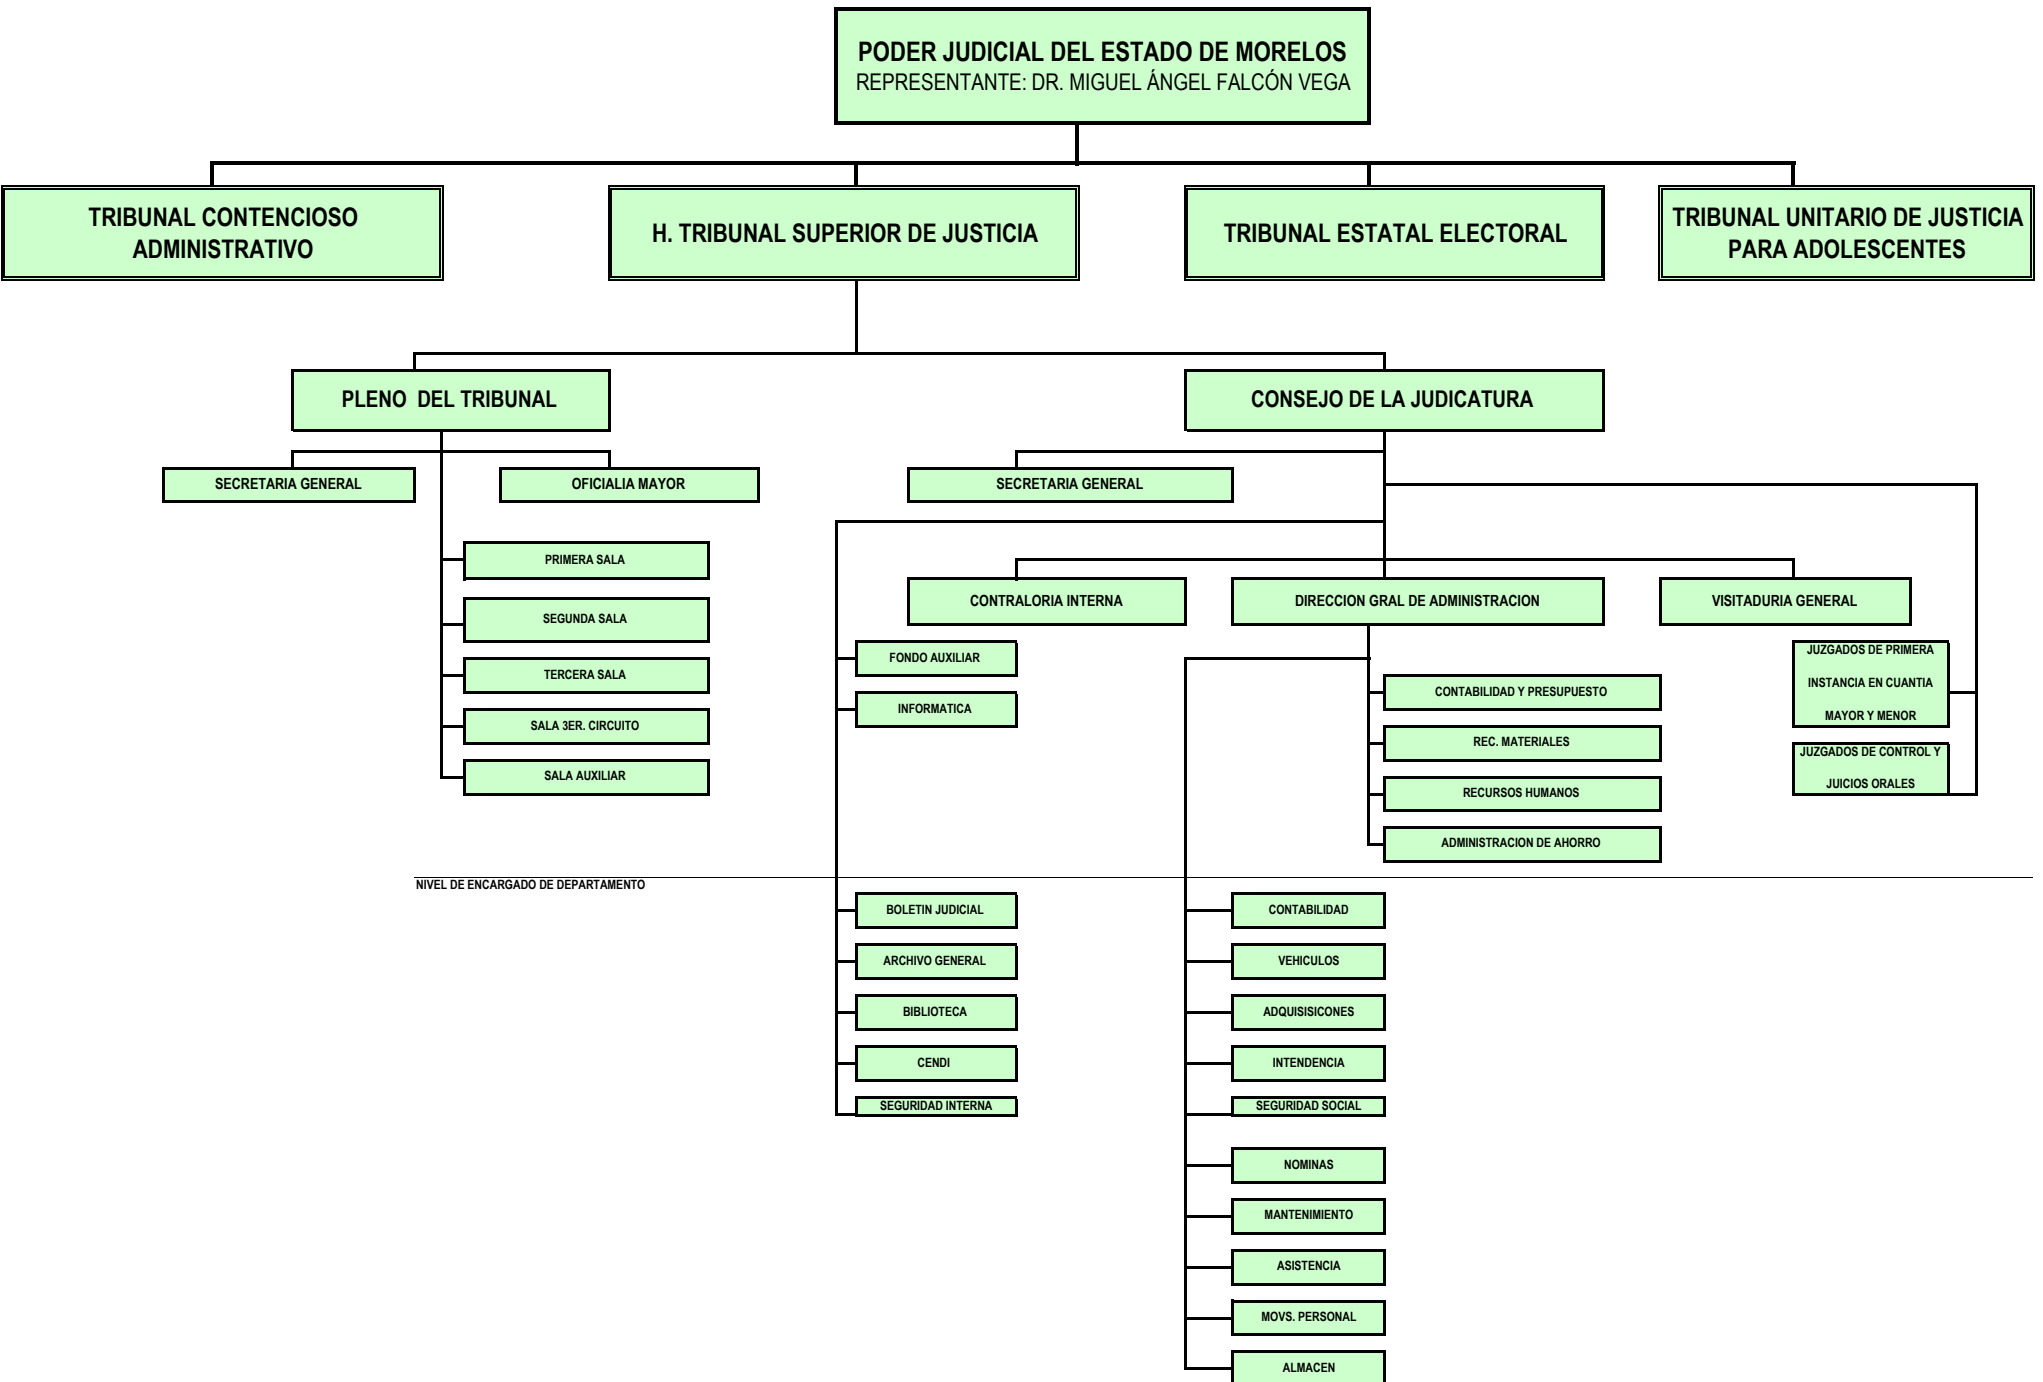 PODER JUDICIAL DEL ESTADO DE MORELOS
REPRESENTANTE: DR. MIGUEL ÁNGEL FALCÓN VEGA
TRIBUNAL CONTENCIOSO
ADMINISTRATIVO
H. TRIBUNAL SUPERIOR DE JUSTICIA
TRIBUNAL ESTATAL ELECTORAL
TRIBUNAL UNITARIO DE JUSTICIA
PARA ADOLESCENTES
PLENO DEL TRIBUNAL
CONSEJO DE LA JUDICATURA
SECRETARIA GENERAL
OFICIALIA MAYOR
SECRETARIA GENERAL
PRIMERA SALA
SEGUNDA SALA
TERCERA SALA
SALA 3ER. CIRCUITO
SALA AUXILIAR
CONTRALORIA INTERNA
DIRECCION GRAL DE ADMINISTRACION
VISITADURIA GENERAL
FONDO AUXILIAR
INFORMATICA
CONTABILIDAD Y PRESUPUESTO
REC. MATERIALES
RECURSOS HUMANOS
ADMINISTRACION DE AHORRO
JUZGADOS DE PRIMERA
INSTANCIA EN CUANTIA
MAYOR Y MENOR
JUZGADOS DE CONTROL Y
JUICIOS ORALES
NIVEL DE ENCARGADO DE DEPARTAMENTO
BOLETIN JUDICIAL
ARCHIVO GENERAL
BIBLIOTECA
CENDI
SEGURIDAD INTERNA
CONTABILIDAD
VEHICULOS
ADQUISISICONES
INTENDENCIA
SEGURIDAD SOCIAL
NOMINAS
MANTENIMIENTO
ASISTENCIA
MOVS. PERSONAL
ALMACEN